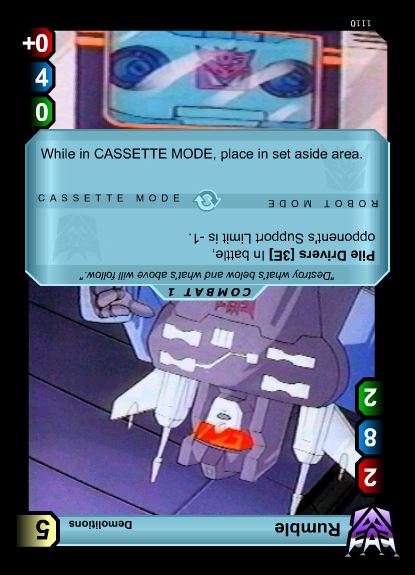 1110
+0
4
0
While in CASSETTE MODE, place in set aside area.
CASSETTE MODE
ROBOT MODE
Pile Drivers [3E] In battle,
opponent's Support Limit is -1.
"Destroy what's below and what's above will follow."
COMBAT 1
2
8
2
Rumble
Demolitions
5